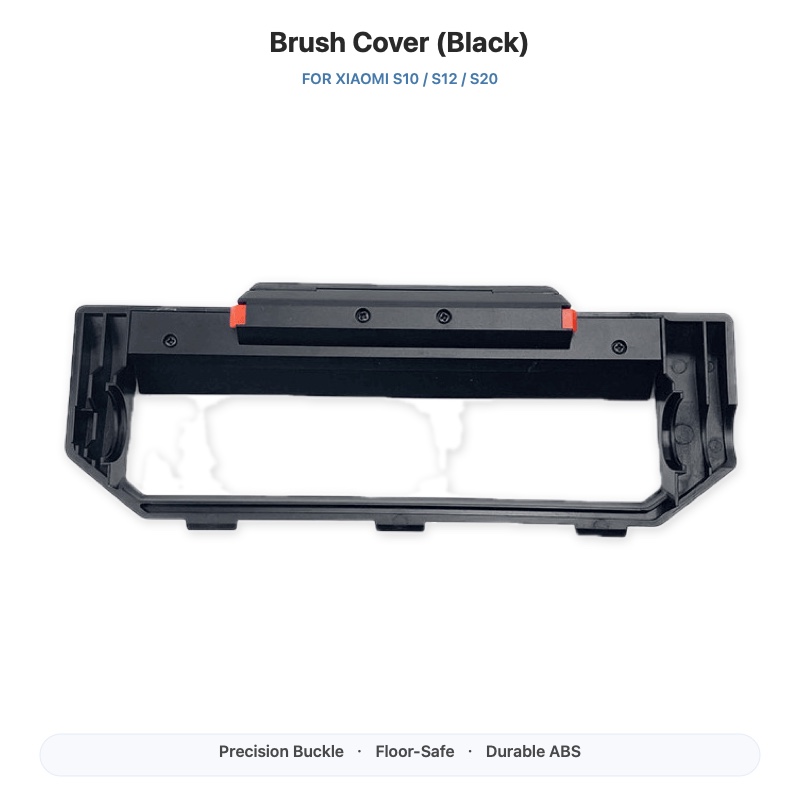 Brush Cover (Black)
FOR XIAOMI S10 / S12 / S20
Precision Buckle · Floor-Safe · Durable ABS